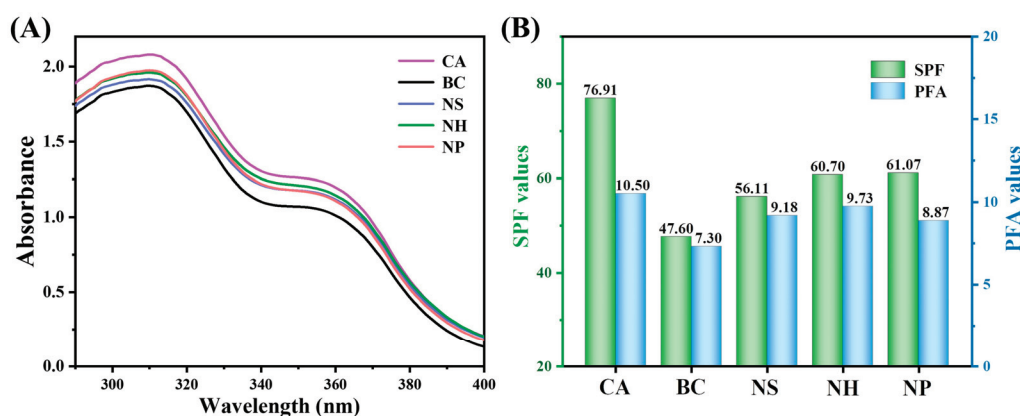 (A)
Absorbance
2.0
1.5
1.0
0.5
0.0
300 320 340 360 380 400
Wavelength (nm)
CA
BC
NS
NH
NP
(B)
SPF values
80
60
40
20
76.91
10.50
47.60
7.30
56.11
9.18
60.70
9.73
61.07
8.87
SPF
PFA
CA BC NS NH NP
20
15
10
5
0
PFA values